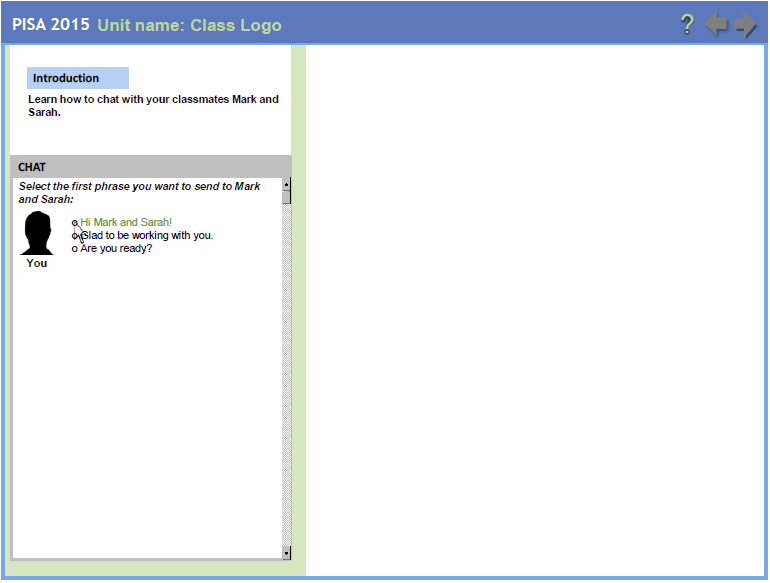 PISA 2015 Unit name: Class Logo ?
Introduction
Learn how to chat with your classmates Mark and
Sarah.
CHAT
Select the first phrase you want to send to Mark
and Sarah:
o Hi Mark and Sarah!
o Glad to be working with you.
o Are you ready?
You